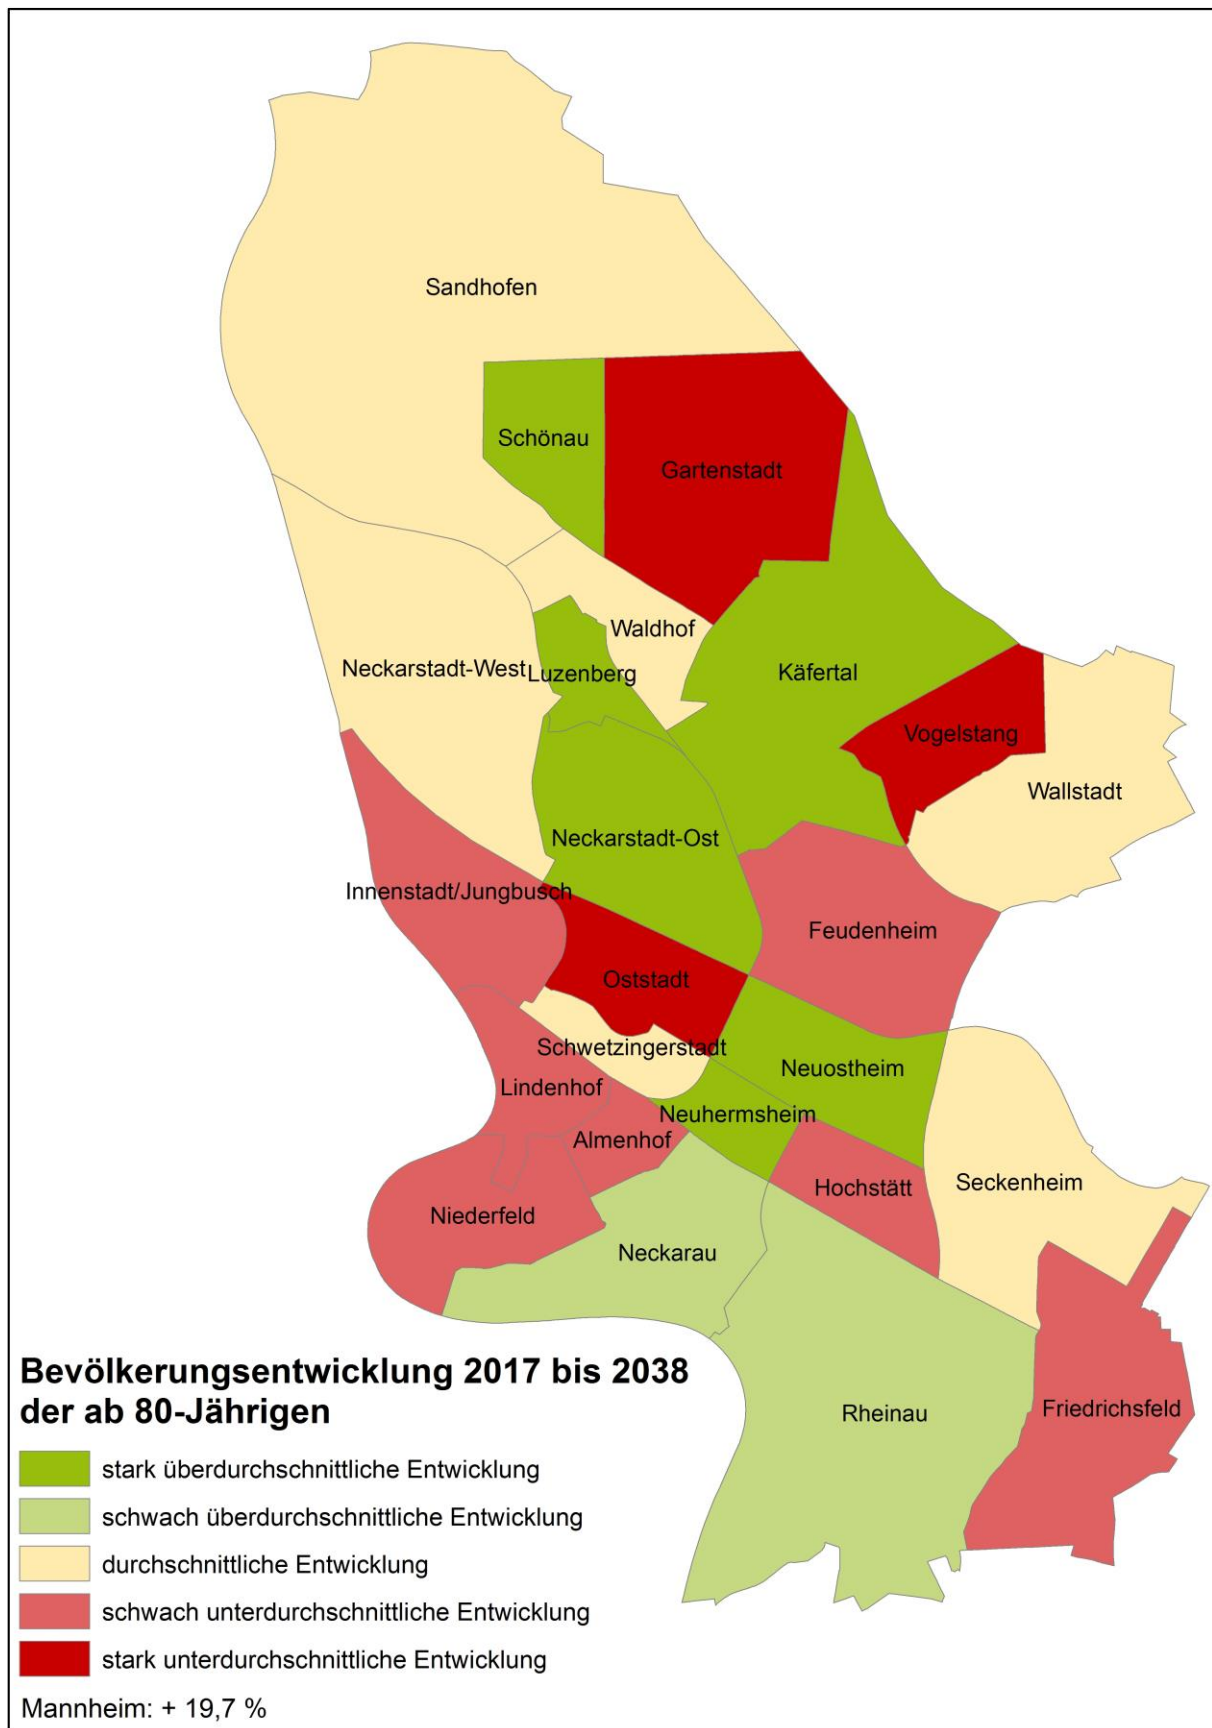 Sandhofen
Schönau
Gartenstadt
Waldhof
Neckarstadt-West
Luzenberg
Käfertal
Vogelstang
Wallstadt
Neckarstadt-Ost
Innenstadt/Jungbusch
Feudenheim
Oststadt
Schwetzingerstadt
Neuostheim
Lindenhof
Neuhermsheim
Almenhof
Hochstätt
Seckenheim
Niederfeld
Neckarau
Rheinau
Friedrichsfeld
Bevölkerungsentwicklung 2017 bis 2038
der ab 80-Jährigen
stark überdurchschnittliche Entwicklung
schwach überdurchschnittliche Entwicklung
durchschnittliche Entwicklung
schwach unterdurchschnittliche Entwicklung
stark unterdurchschnittliche Entwicklung
Mannheim: + 19,7 %